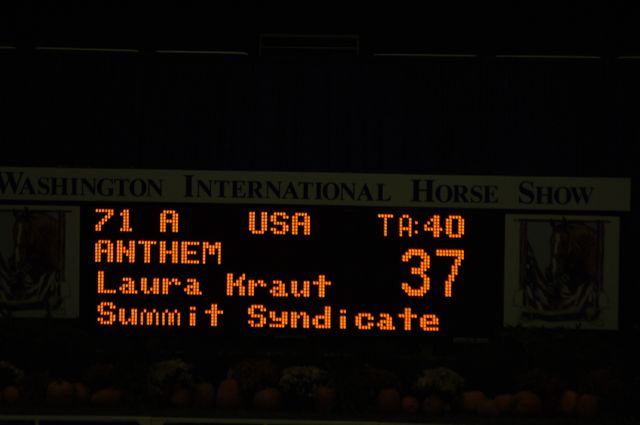 WASHINGTON INTERNATIONAL HORSE SHOW
71 A USA TA:40
ANTHEM 37
Laura Kraut
Summit Syndicate